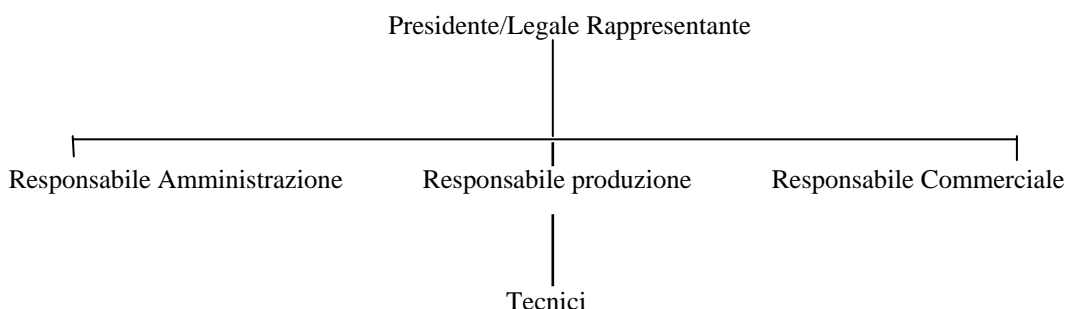 Presidente/Legale Rappresentante
Responsabile Amministrazione Responsabile produzione Responsabile Commerciale
Tecnici